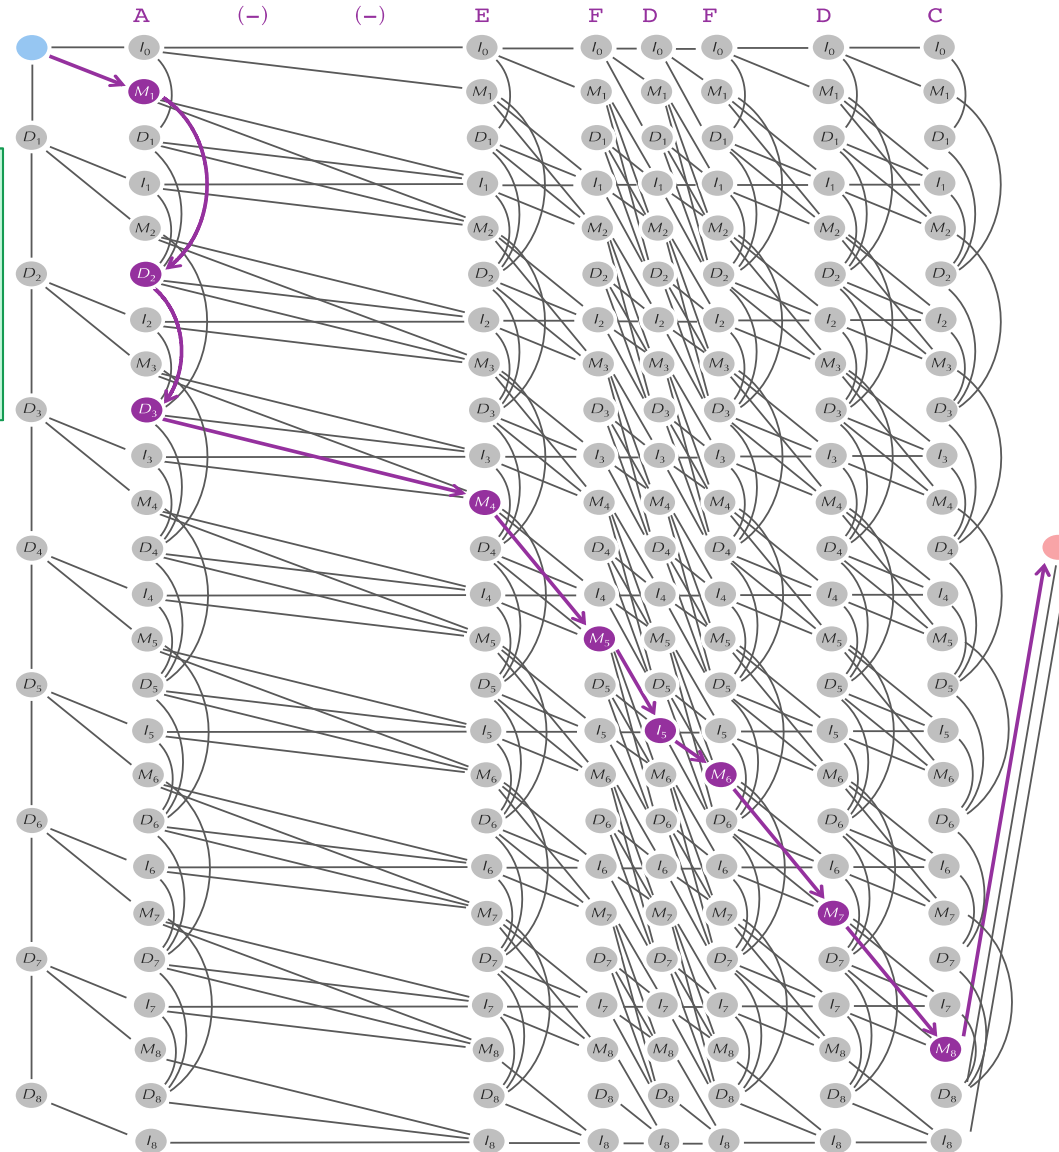 A (−) (−) E F D F D C
I₀ I₀ I₀ I₀ I₀ I₀ I₀
M₁ M₁ M₁ M₁ M₁ M₁ M₁
D₁ D₁ D₁ D₁ D₁ D₁ D₁ D₁
I₁ I₁ I₁ I₁ I₁ I₁ I₁
M₂ M₂ M₂ M₂ M₂ M₂ M₂
D₂ D₂ D₂ D₂ D₂ D₂ D₂ D₂
I₂ I₂ I₂ I₂ I₂ I₂ I₂
M₃ M₃ M₃ M₃ M₃ M₃ M₃
D₃ D₃ D₃ D₃ D₃ D₃ D₃ D₃
I₃ I₃ I₃ I₃ I₃ I₃ I₃
M₄ M₄ M₄ M₄ M₄ M₄ M₄
D₄ D₄ D₄ D₄ D₄ D₄ D₄ D₄
I₄ I₄ I₄ I₄ I₄ I₄ I₄
M₅ M₅ M₅ M₅ M₅ M₅ M₅
D₅ D₅ D₅ D₅ D₅ D₅ D₅ D₅
I₅ I₅ I₅ I₅ I₅ I₅ I₅
M₆ M₆ M₆ M₆ M₆ M₆ M₆
D₆ D₆ D₆ D₆ D₆ D₆ D₆ D₆
I₆ I₆ I₆ I₆ I₆ I₆ I₆
M₇ M₇ M₇ M₇ M₇ M₇ M₇
D₇ D₇ D₇ D₇ D₇ D₇ D₇ D₇
I₇ I₇ I₇ I₇ I₇ I₇ I₇
M₈ M₈ M₈ M₈ M₈ M₈ M₈
D₈ D₈ D₈ D₈ D₈ D₈ D₈ D₈
I₈ I₈ I₈ I₈ I₈ I₈ I₈